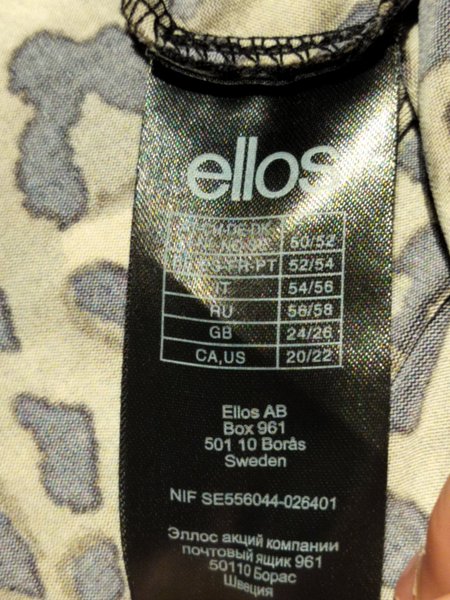 ellos
50/52
FR-PT 52/54
IT 54/56
RU 56/58
GB 24/26
CA,US 20/22
Ellos AB
Box 961
501 10 Borås
Sweden
NIF SE556044-026401
Эллос акций компании
почтовый ящик 961
50110 Борас
Швеция